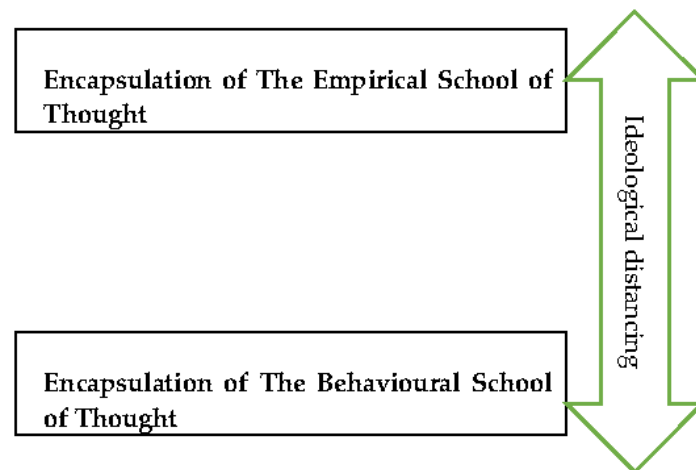 Encapsulation of The Empirical School of
Thought
Ideological distancing
Encapsulation of The Behavioural School
of Thought